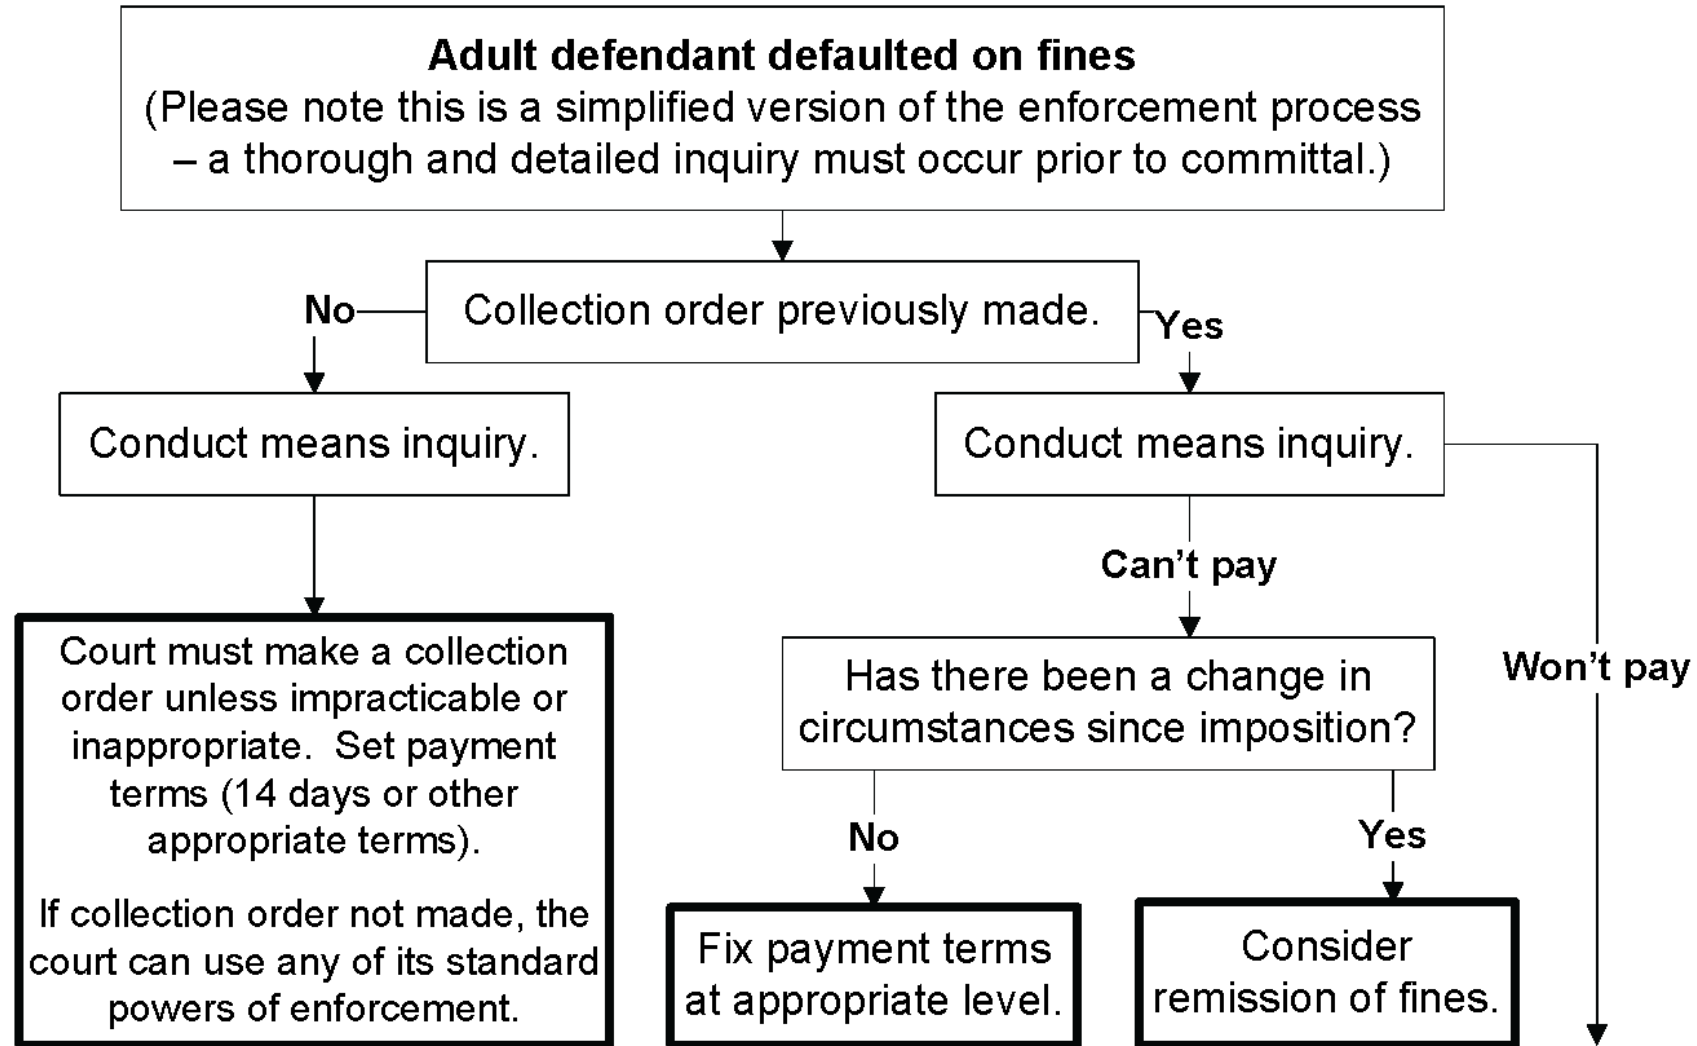 Adult defendant defaulted on fines
(Please note this is a simplified version of the enforcement process
– a thorough and detailed inquiry must occur prior to committal.)
Collection order previously made.
No
Yes
Conduct means inquiry.
Conduct means inquiry.
Can't pay
Won't pay
Court must make a collection
order unless impracticable or
inappropriate.  Set payment
terms (14 days or other
appropriate terms).
If collection order not made, the
court can use any of its standard
powers of enforcement.
Has there been a change in
circumstances since imposition?
No
Yes
Fix payment terms
at appropriate level.
Consider
remission of fines.